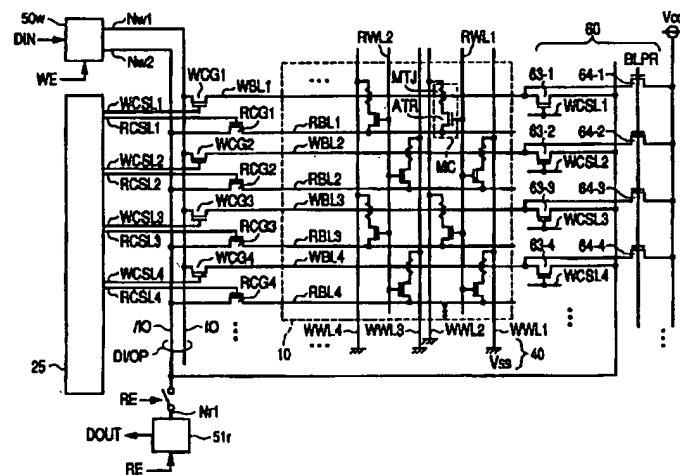 50w Nw1 RWL2 RWL1 60 Vcc
DIN Nw2 BLPR
WE WCG1 WBL1 ... MTJ 63-1 64-1
WCSL1 ATR WCSL1
RCSL1 RCG1 RBL1
WCG2 WBL2 63-2 64-2
WCSL2 MC WCSL2
RCSL2 RCG2 RBL2
WCG3 WBL3 63-3 64-3
WCSL3 WCSL3
RCSL3 RCG3 RBL3
WCG4 WBL4 63-4 64-4
WCSL4 WCSL4
RCSL4 RCG4 RBL4
/IO IO 10 ... WWL4 WWL3 WWL2 WWL1
25 DI/OP Vss 40
RE Nr1
DOUT 51r
RE